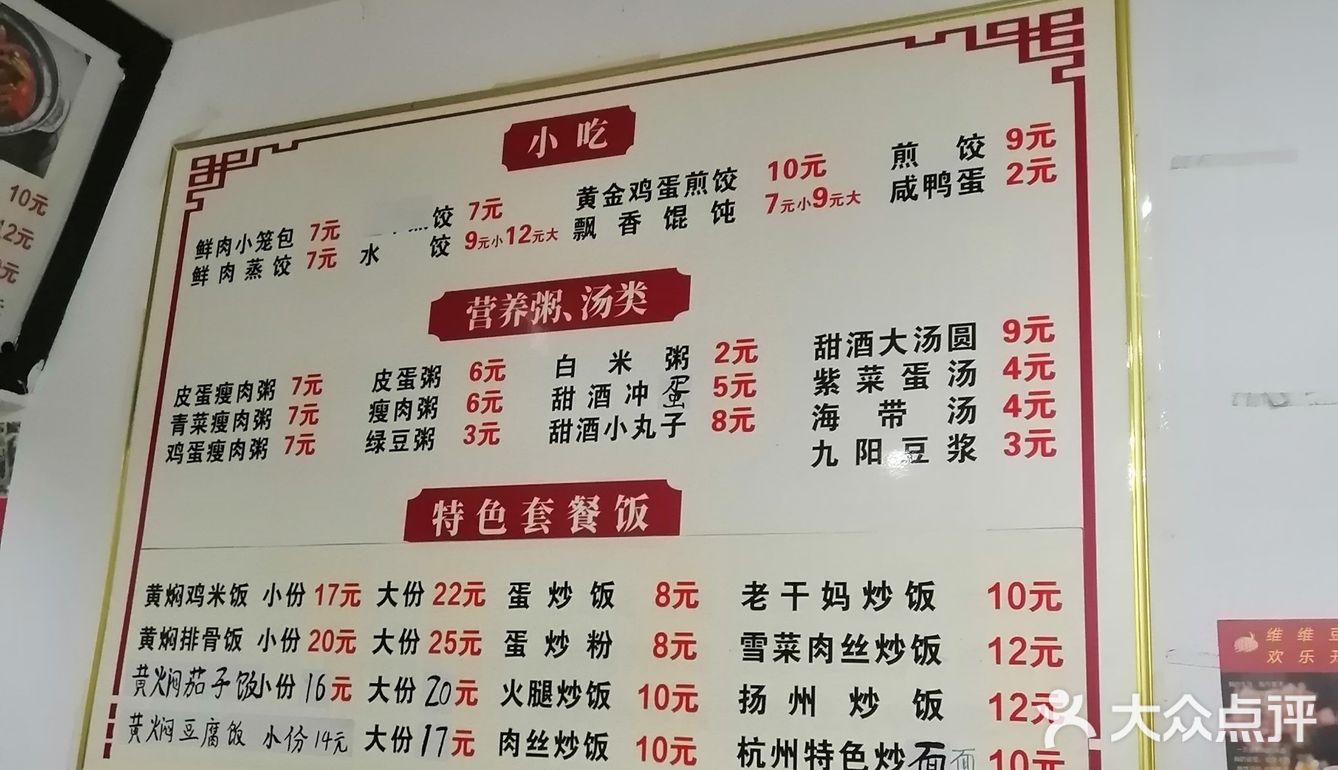 小吃
鲜肉小笼包 7元
鲜肉蒸饺 7元
饺 7元
水饺 9元小12元大
黄金鸡蛋煎饺 10元
飘香馄饨 7元小9元大
煎饺 9元
咸鸭蛋 2元
营养粥、汤类
皮蛋瘦肉粥 7元
青菜瘦肉粥 7元
鸡蛋瘦肉粥 7元
皮蛋粥 6元
瘦肉粥 6元
绿豆粥 3元
白米粥 2元
甜酒冲蛋 5元
甜酒小丸子 8元
甜酒大汤圆 9元
紫菜蛋汤 4元
海带汤 4元
九阳豆浆 3元
特色套餐饭
黄焖鸡米饭 小份17元 大份22元 蛋炒饭 8元 老干妈炒饭 10元
黄焖排骨饭 小份20元 大份25元 蛋炒粉 8元 雪菜肉丝炒饭 12元
黄焖茄子饭小份16元 大份20元 火腿炒饭 10元 扬州炒饭 12元
黄焖豆腐饭 小份14元 大份17元 肉丝炒饭 10元 杭州特色炒面面 10元
10元
12元
元
维维豆
欢乐开
大众点评